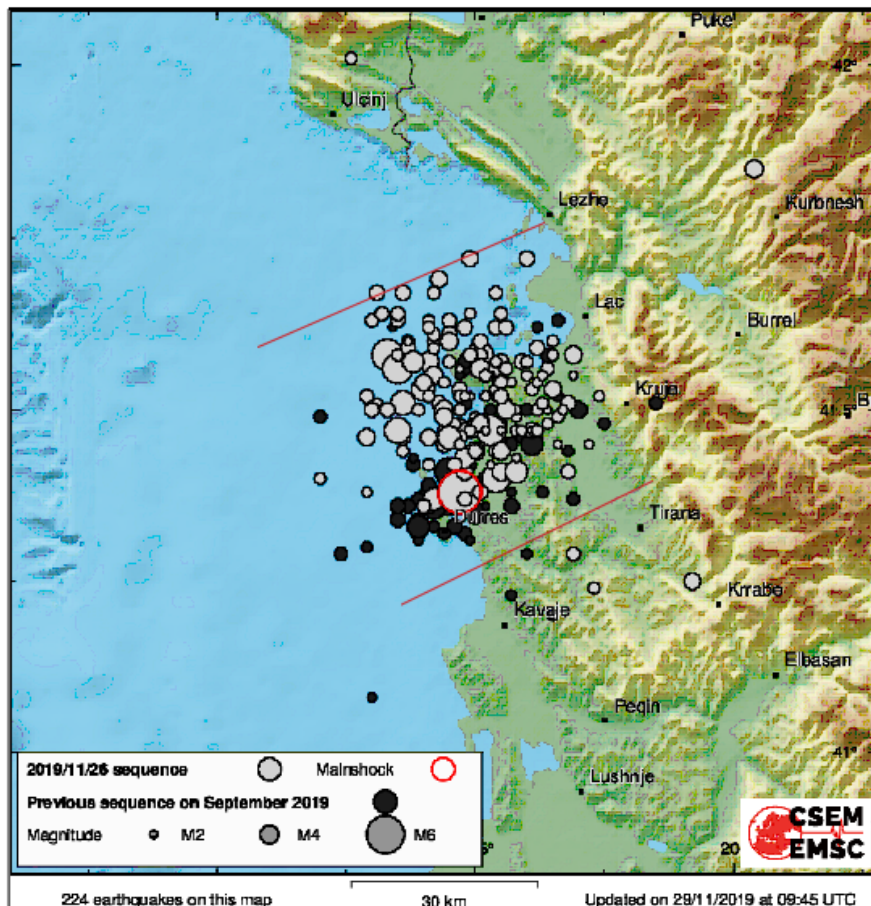 Puke
42°
Ulcinj
Lezhe
Kurbnesh
Lac
Burrel
Kruja
B
41.5°
Durres
Tirana
Krrabe
Kavaje
Elbasan
Peqin
41°
Lushnje
2019/11/26 sequence
Mainshock
Previous sequence on September 2019
Magnitude M2 M4 M6
CSEM
EMSC
20
224 earthquakes on this map
30 km
Updated on 29/11/2019 at 09:45 UTC